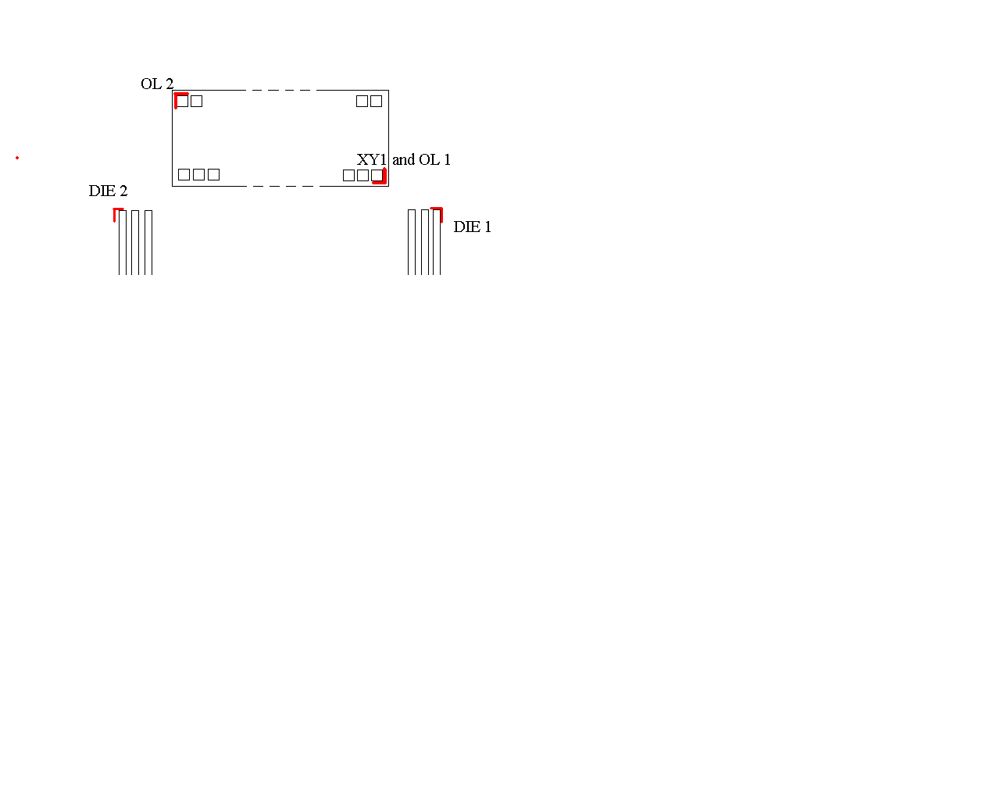 OL 2
XY1 and OL 1
DIE 2
DIE 1